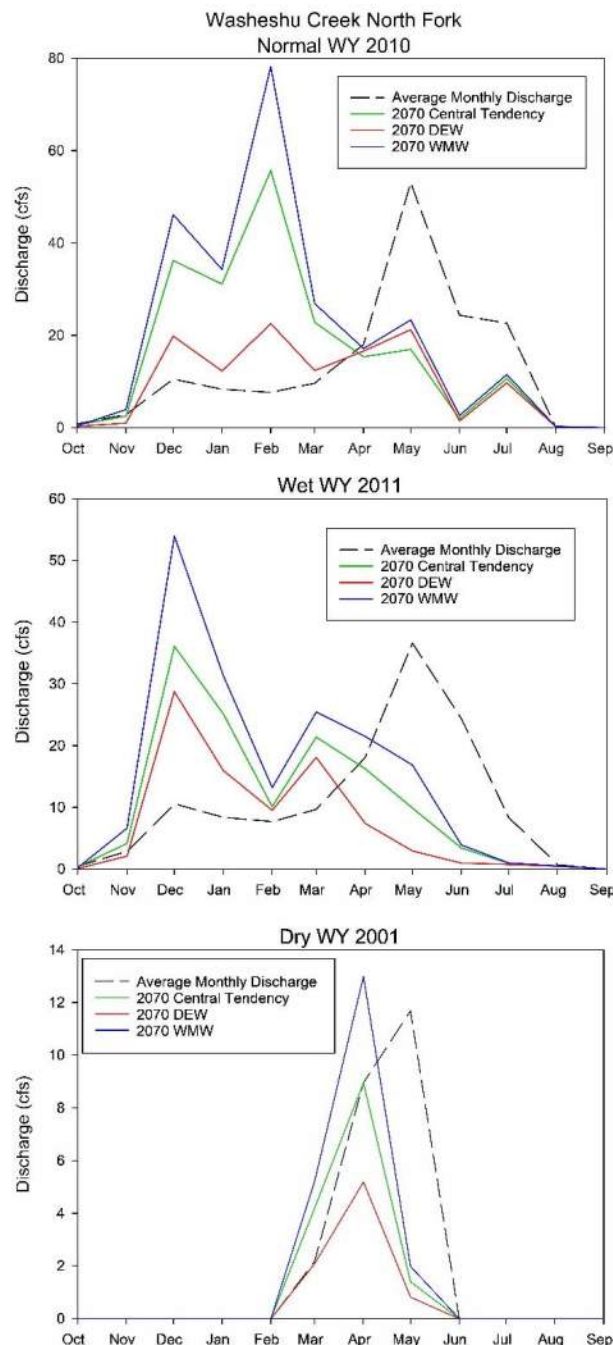 Washeshu Creek North Fork
Normal WY 2010
80
60
40
20
0
Discharge (cfs)
Average Monthly Discharge
2070 Central Tendency
2070 DEW
2070 WMW
Oct Nov Dec Jan Feb Mar Apr May Jun Jul Aug Sep
Wet WY 2011
60
50
40
30
20
10
0
Discharge (cfs)
Average Monthly Discharge
2070 Central Tendency
2070 DEW
2070 WMW
Oct Nov Dec Jan Feb Mar Apr May Jun Jul Aug Sep
Dry WY 2001
14
12
10
8
6
4
2
0
Discharge (cfs)
Average Monthly Discharge
2070 Central Tendency
2070 DEW
2070 WMW
Oct Nov Dec Jan Feb Mar Apr May Jun Jul Aug Sep